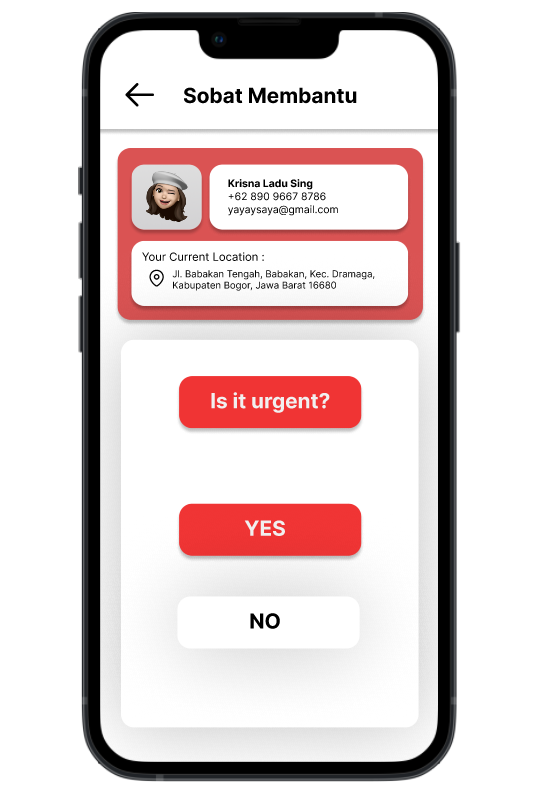 Sobat Membantu
Krisna Ladu Sing
+62 890 9667 8786
yayaysaya@gmail.com
Your Current Location :
Jl. Babakan Tengah, Babakan, Kec. Dramaga,
Kabupaten Bogor, Jawa Barat 16680
Is it urgent?
YES
NO